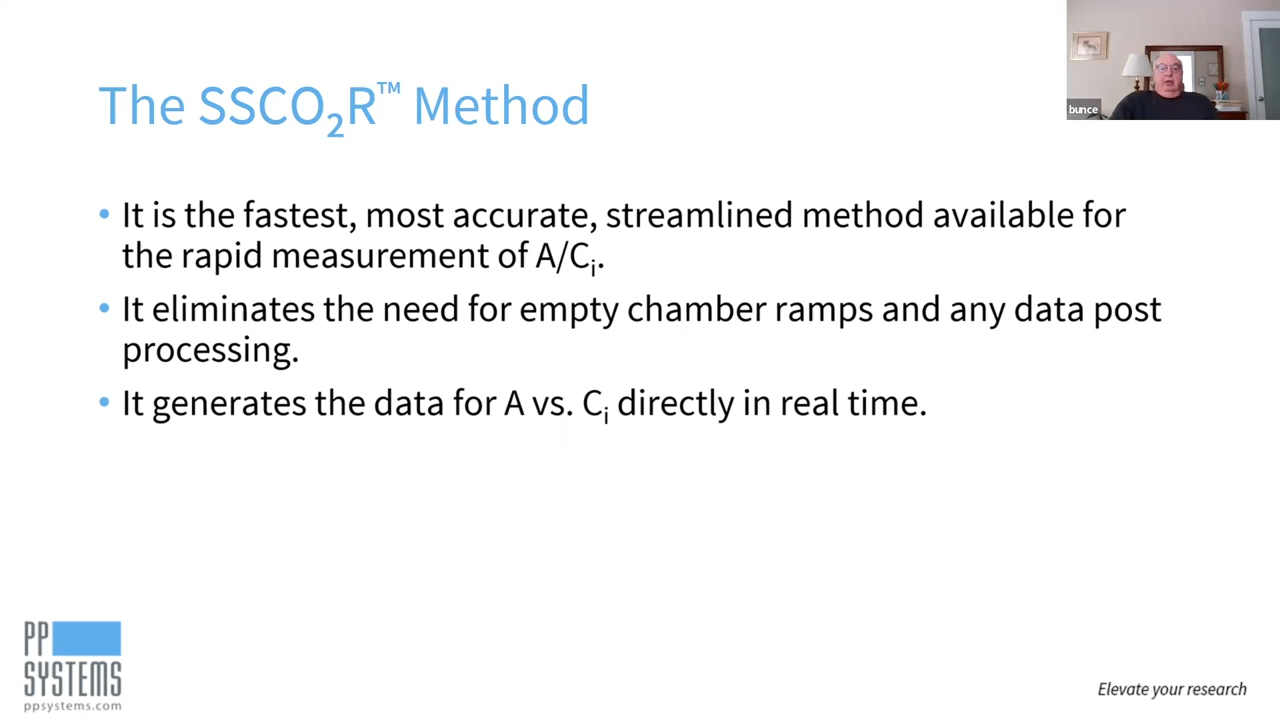 The SSCO₂R™ Method
bunce
• It is the fastest, most accurate, streamlined method available for
the rapid measurement of A/Cᵢ.
• It eliminates the need for empty chamber ramps and any data post
processing.
• It generates the data for A vs. Cᵢ directly in real time.
PP
SYSTEMS
ppsystems.com
Elevate your research